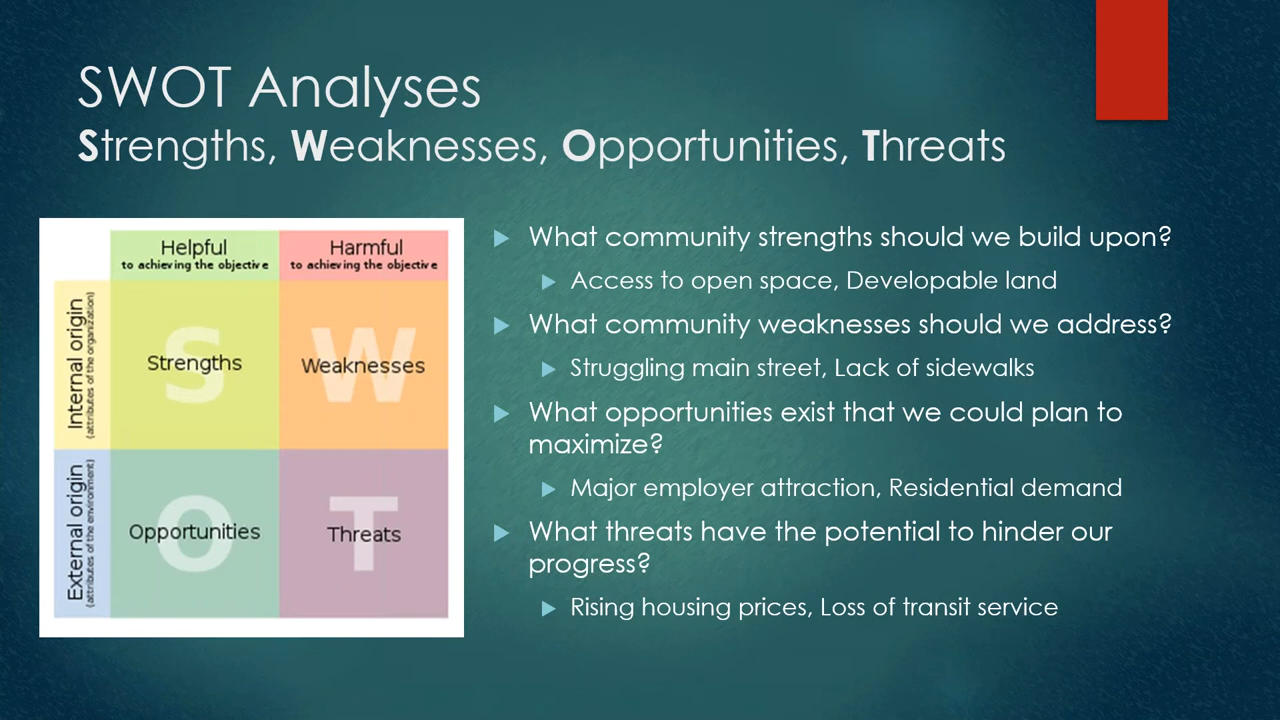 SWOT Analyses
Strengths, Weaknesses, Opportunities, Threats
Helpful
to achieving the objective
Harmful
to achieving the objective
Internal origin
(attributes of the organization)
S
Strengths
W
Weaknesses
External origin
(attributes of the environment)
O
Opportunities
T
Threats
What community strengths should we build upon?
Access to open space, Developable land
What community weaknesses should we address?
Struggling main street, Lack of sidewalks
What opportunities exist that we could plan to
maximize?
Major employer attraction, Residential demand
What threats have the potential to hinder our
progress?
Rising housing prices, Loss of transit service